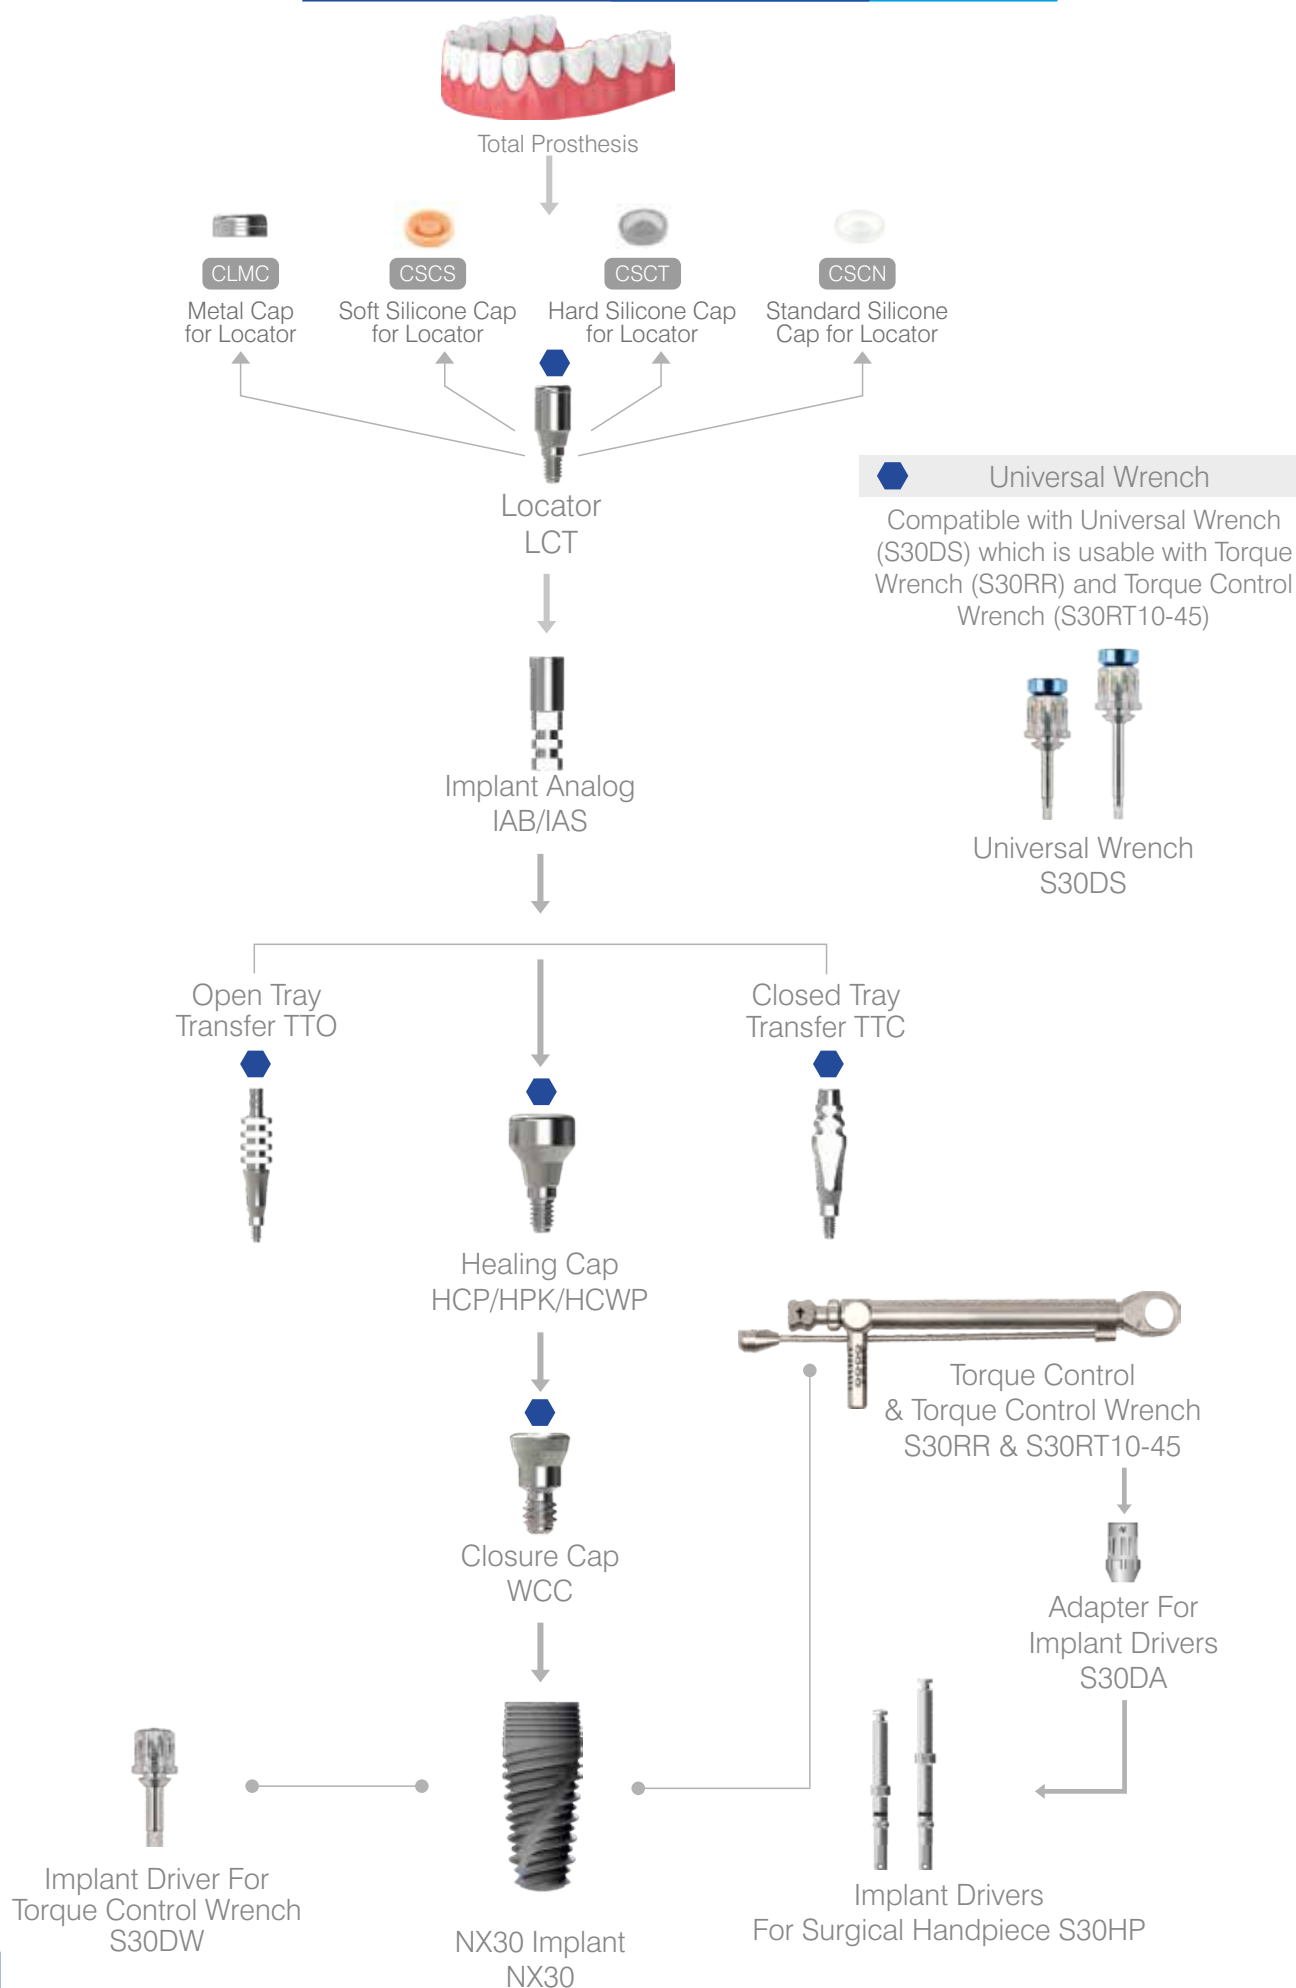 Total Prosthesis
CLMC
Metal Cap
for Locator
CSCS
Soft Silicone Cap
for Locator
CSCT
Hard Silicone Cap
for Locator
CSCN
Standard Silicone
Cap for Locator
Locator
LCT
Universal Wrench
Compatible with Universal Wrench
(S30DS) which is usable with Torque
Wrench (S30RR) and Torque Control
Wrench (S30RT10-45)
Universal Wrench
S30DS
Implant Analog
IAB/IAS
Open Tray
Transfer TTO
Closed Tray
Transfer TTC
Healing Cap
HCP/HPK/HCWP
Torque Control
& Torque Control Wrench
S30RR & S30RT10-45
Closure Cap
WCC
Adapter For
Implant Drivers
S30DA
Implant Driver For
Torque Control Wrench
S30DW
NX30 Implant
NX30
Implant Drivers
For Surgical Handpiece S30HP